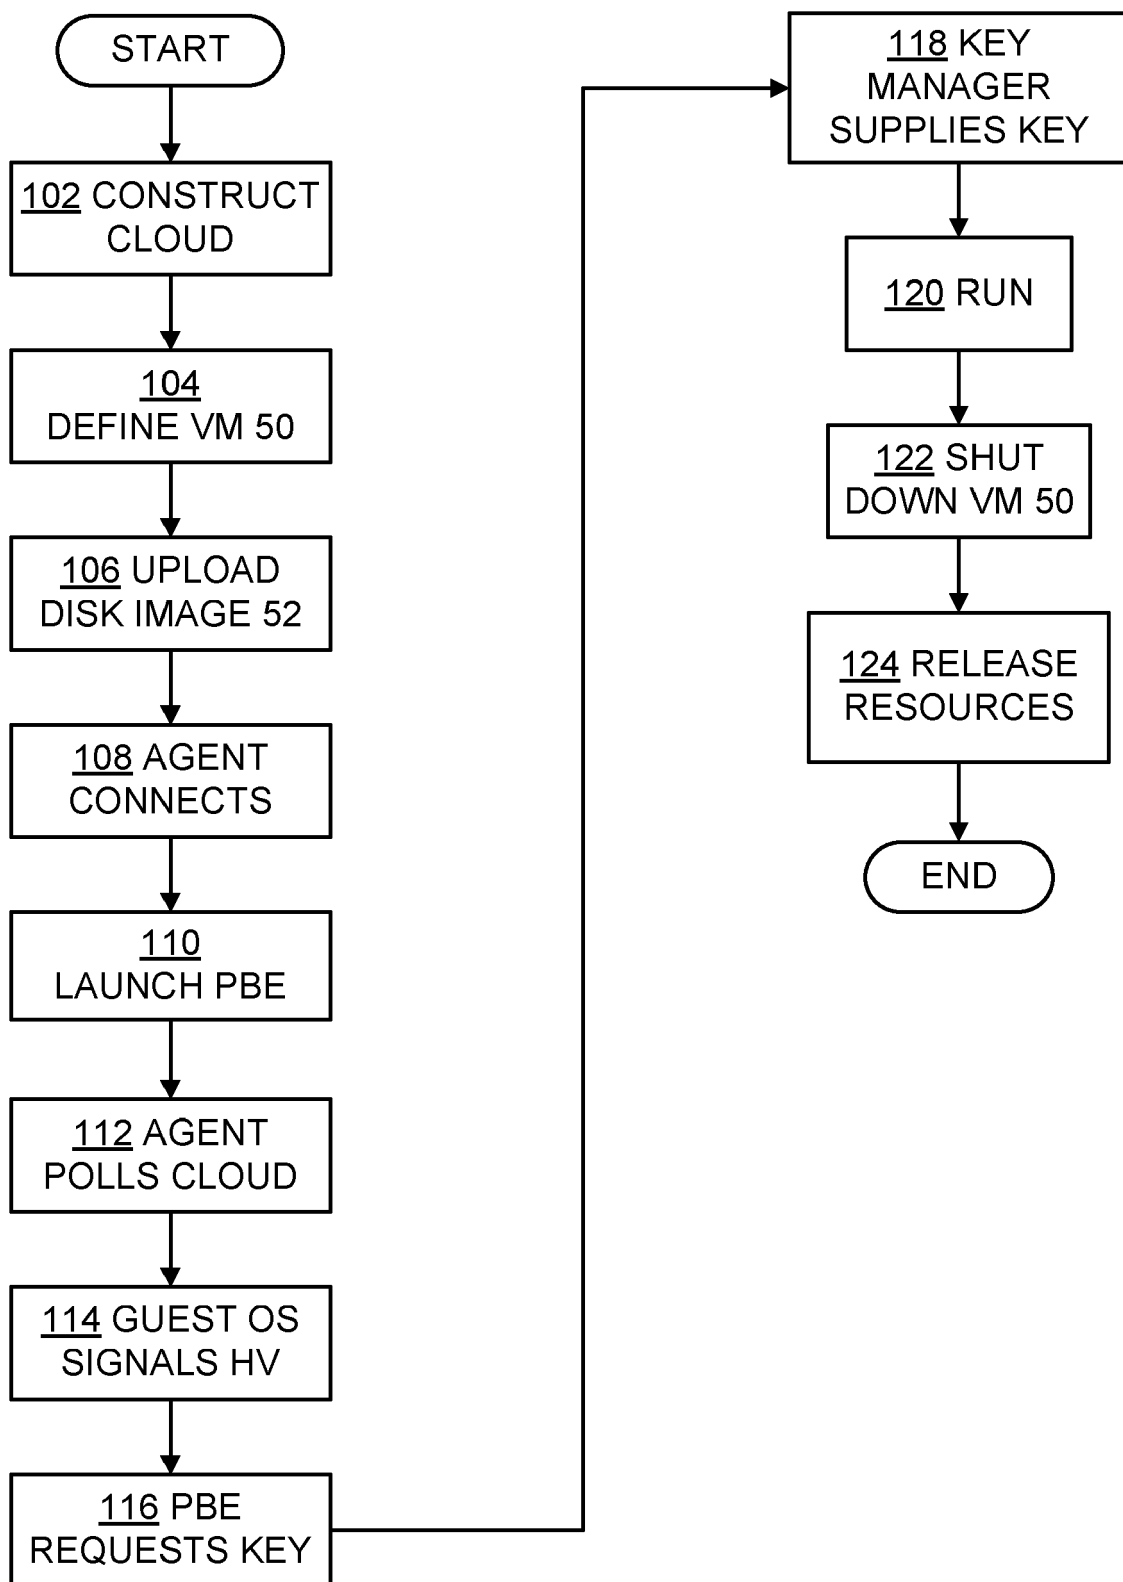 START
102 CONSTRUCT
CLOUD
104
DEFINE VM 50
106 UPLOAD
DISK IMAGE 52
108 AGENT
CONNECTS
110
LAUNCH PBE
112 AGENT
POLLS CLOUD
114 GUEST OS
SIGNALS HV
116 PBE
REQUESTS KEY
118 KEY
MANAGER
SUPPLIES KEY
120 RUN
122 SHUT
DOWN VM 50
124 RELEASE
RESOURCES
END